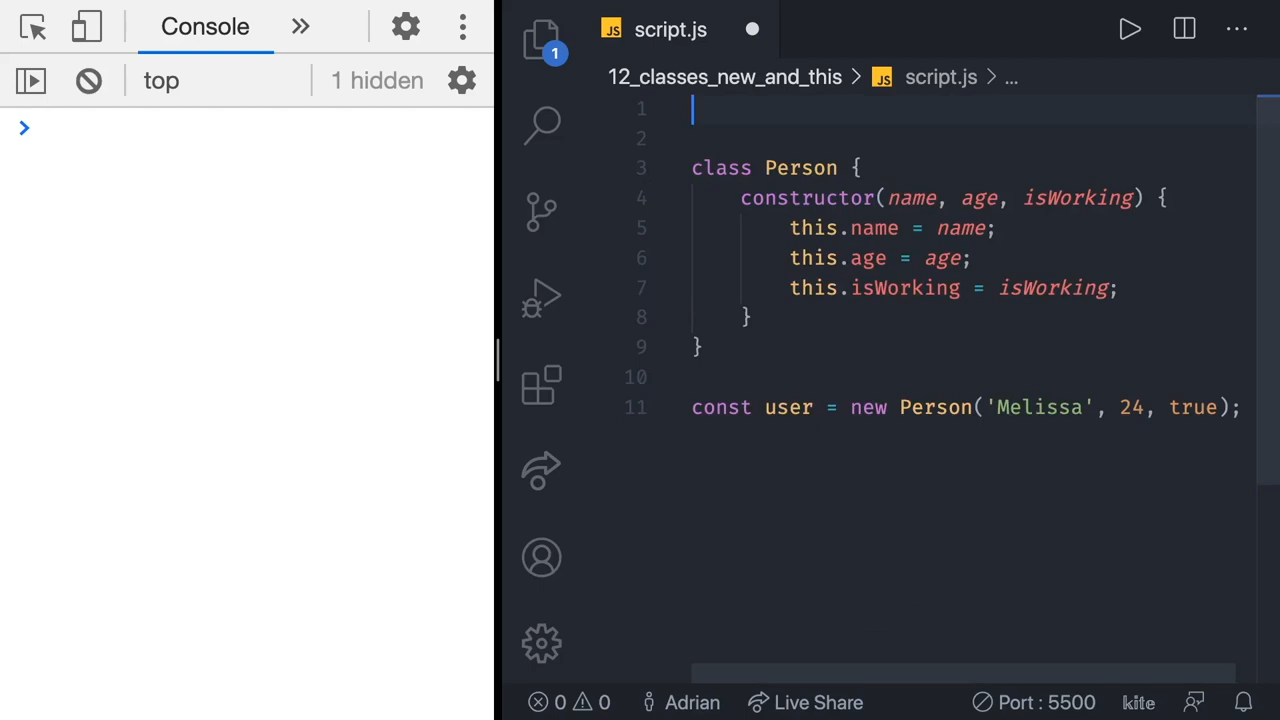 Console
top
1 hidden
1
JS script.js
12_classes_new_and_this > JS script.js > ...
1
2
3 class Person {
4 constructor(name, age, isWorking) {
5 this.name = name;
6 this.age = age;
7 this.isWorking = isWorking;
8 }
9 }
10
11 const user = new Person('Melissa', 24, true);
0 0 Adrian Live Share Port : 5500 kite